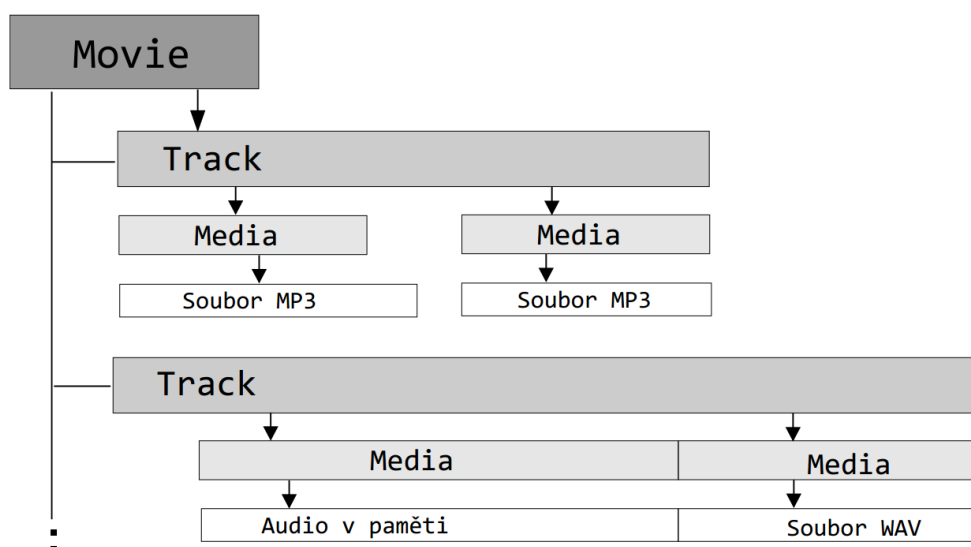 Movie
Track
Media
Media
Soubor MP3
Soubor MP3
Track
Media
Media
Audio v paměti
Soubor WAV